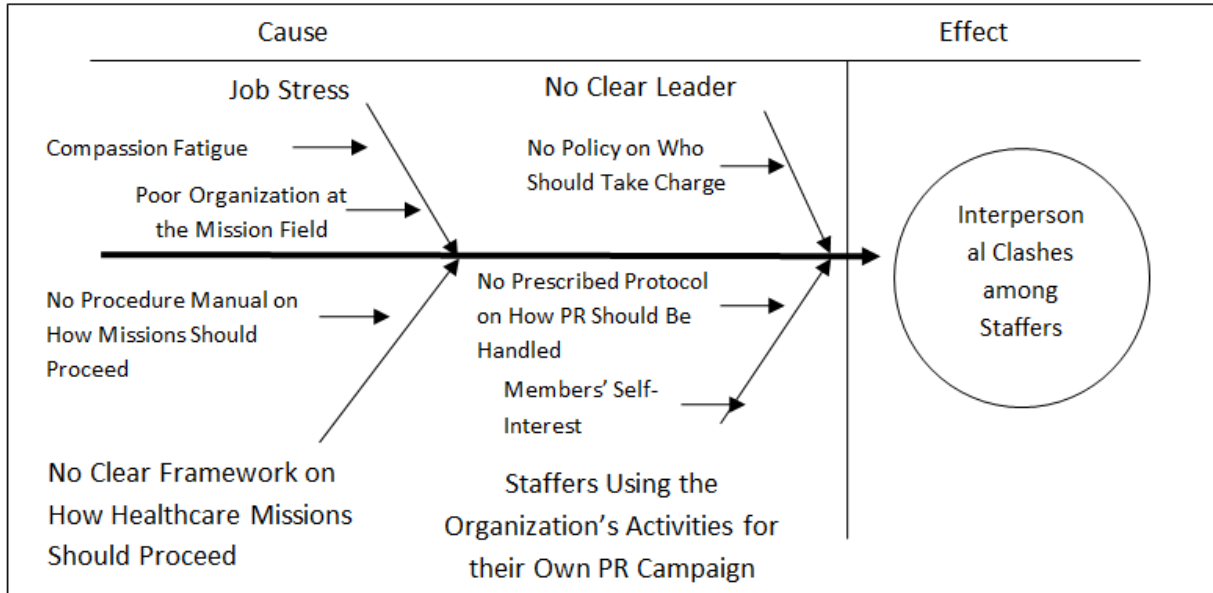 Cause
Effect
Job Stress
No Clear Leader
Compassion Fatigue
No Policy on Who
Should Take Charge
Poor Organization at
the Mission Field
Interperson
al Clashes
among
Staffers
No Procedure Manual on
How Missions Should
Proceed
No Prescribed Protocol
on How PR Should Be
Handled
Members’ Self-
Interest
No Clear Framework on
How Healthcare Missions
Should Proceed
Staffers Using the
Organization’s Activities for
their Own PR Campaign